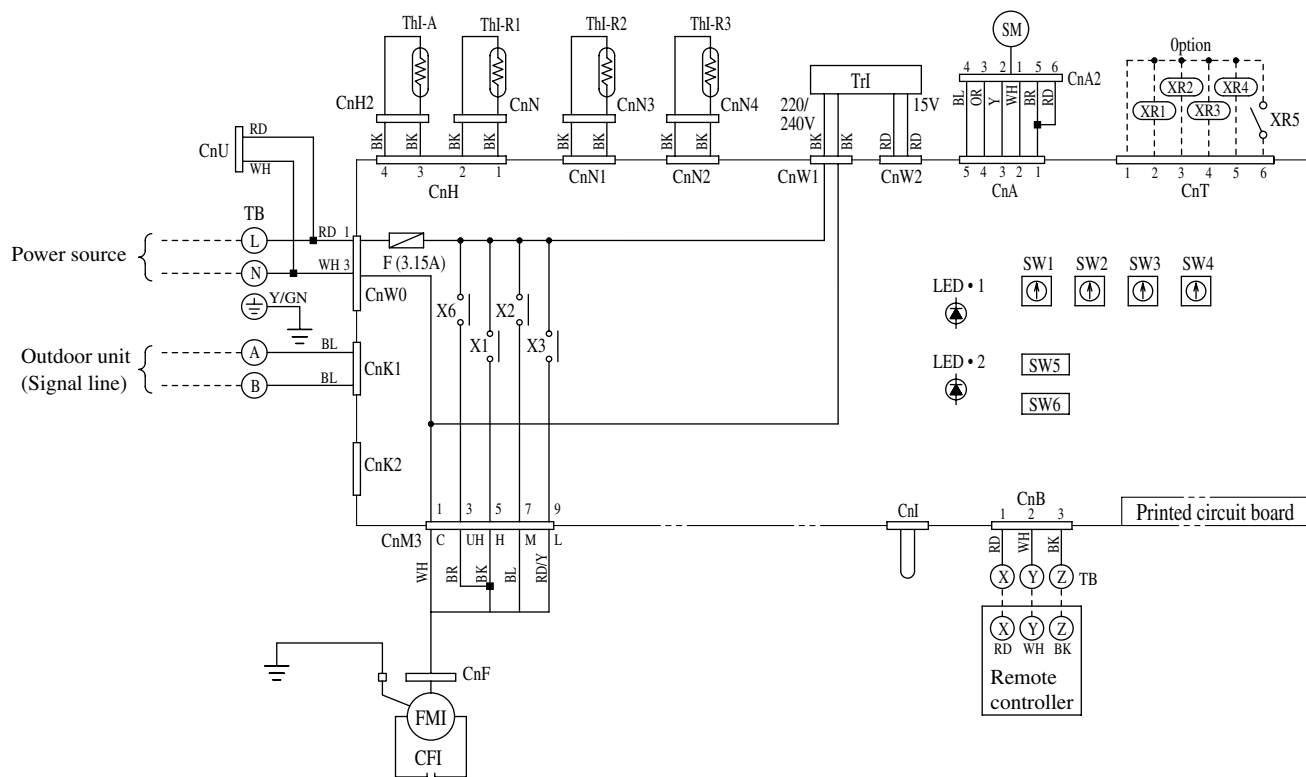 ThI-A ThI-R1 ThI-R2 ThI-R3
SM
0ption
4 3 2 1 5 6 CnA2
BL OR Y WH BR RD
TrI
220/
240V
15V
XR1 XR2 XR3 XR4 XR5
CnH2 CnN CnN3 CnN4
BK BK BK BK BK BK BK BK BK BK RD RD
4 3 2 1
CnH CnN1 CnN2 CnW1 CnW2
5 4 3 2 1
CnA
1 2 3 4 5 6
CnT
RD
CnU
WH
TB
Power source
L RD 1
N WH 3
F (3.15A)
CnW0
Y/GN
X6 X2
X1 X3
LED • 1
SW1 SW2 SW3 SW4
Outdoor unit
(Signal line)
A BL
B BL
CnK1
LED • 2
SW5
SW6
CnK2
1 3 5 7 9
CnM3 C UH H M L
WH BR BK BL RD/Y
CnI
CnB
1 2 3
RD WH BK
Printed circuit board
X Y Z TB
X Y Z
RD WH BK
Remote
controller
CnF
FMI
CFI